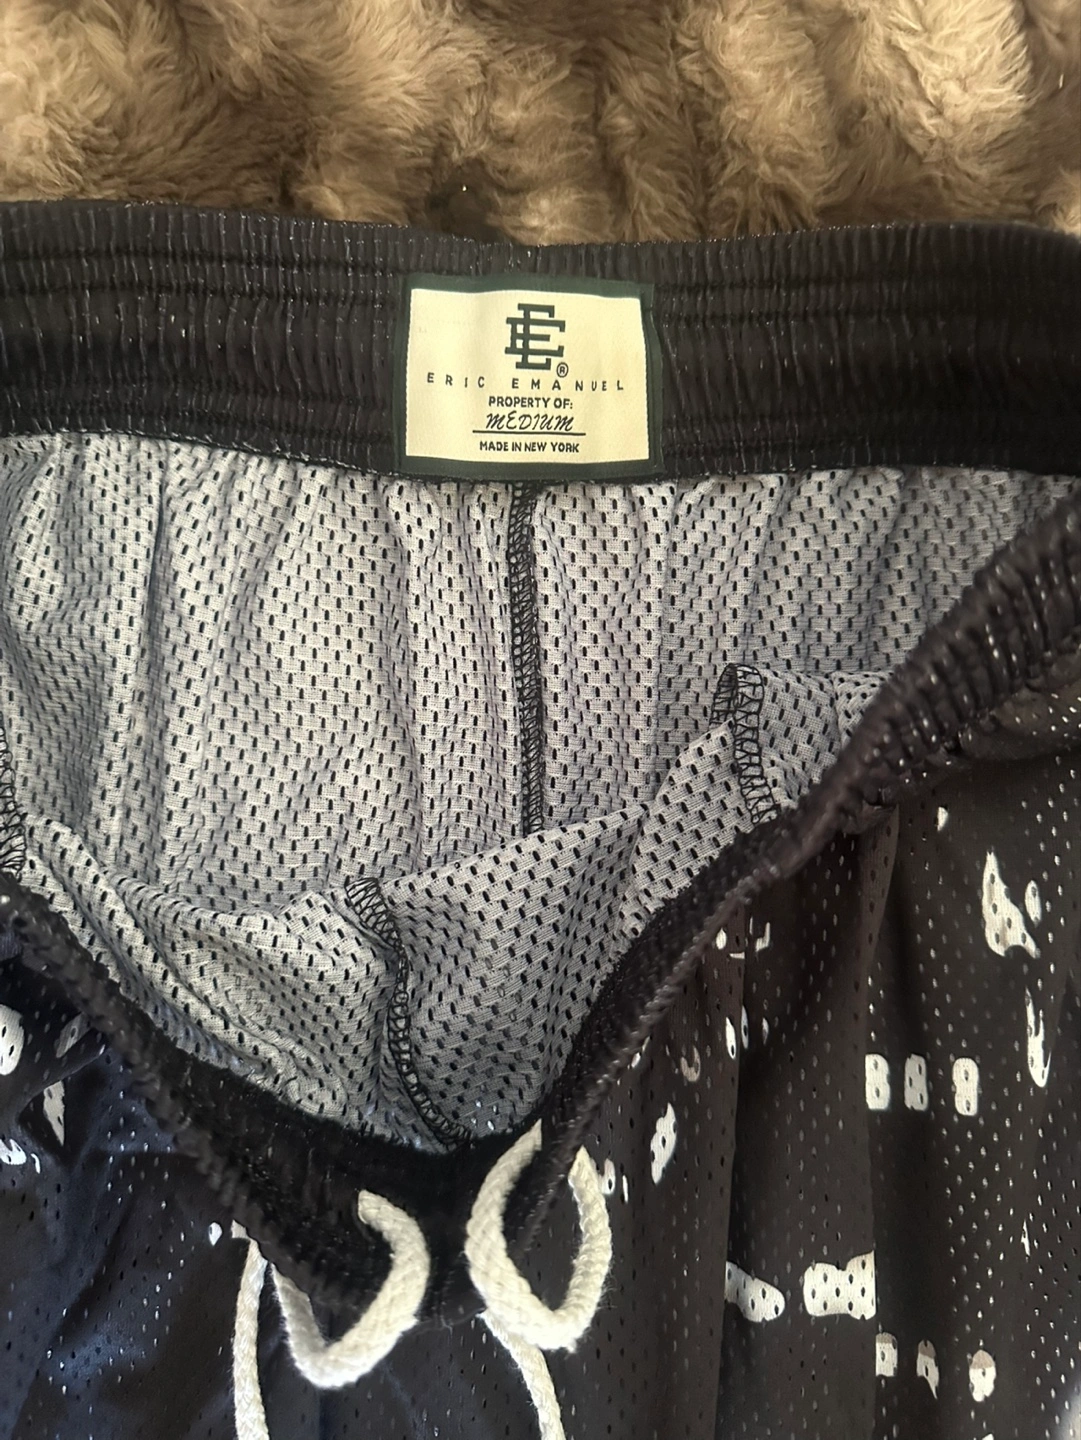 EE®
ERIC EMANUEL
PROPERTY OF:
MEDIUM
MADE IN NEW YORK